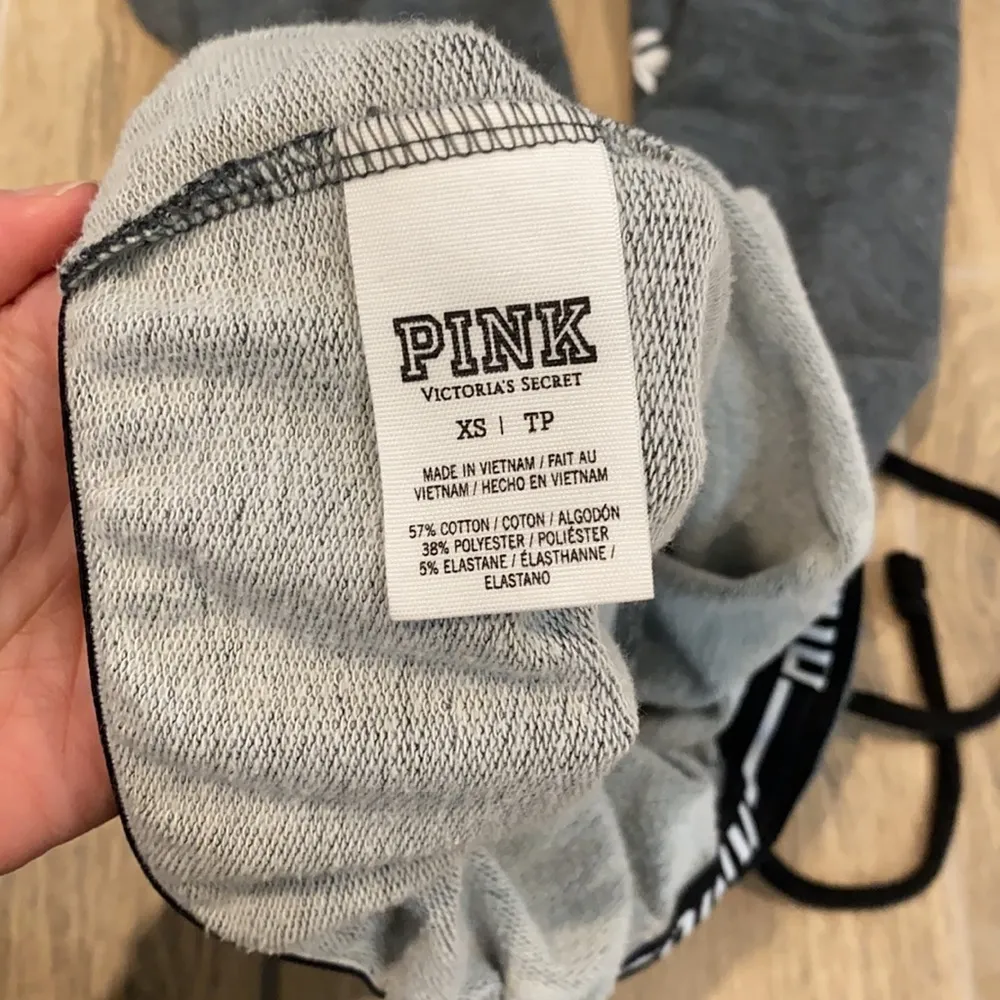 PINK
VICTORIA'S SECRET
XS | TP
MADE IN VIETNAM / FAIT AU
VIETNAM / HECHO EN VIETNAM
57% COTTON / COTON / ALGODÓN
38% POLYESTER / POLIÉSTER
5% ELASTANE / ÉLASTHANNE /
ELASTANO